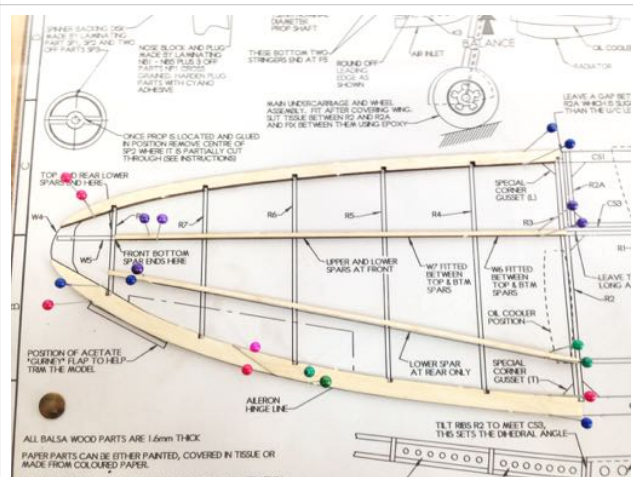 SPINNER BACKING DISK
MADE BY LAMINATING
PART SP1, SP2 AND TWO
OFF PARTS SP3
NOSE BLOCK AND PLUG
MADE BY LAMINATING
NB1 - NB5 PLUS 3 OFF
PARTS NP1 CROSS
GRAINED. HARDEN PLUG
PARTS WITH CYANO
ADHESIVE
DIAMETER
PROP SHAFT
THESE BOTTOM TWO
STRINGERS END AT F5
ROUND OFF
LEADING
EDGE AS
SHOWN
AIR INLET
BALANCE
OIL COOLE
RADIATOR
MAIN UNDERCARRIAGE AND WHEEL
ASSEMBLY. FIT AFTER COVERING WING.
SLIT TISSUE BETWEEN R2 AND R2A
AND FIX BETWEEN THEM USING EPOXY
LEAVE A GAP BET
R2A WHICH IS SLIG
THAN THE U/C LE
ONCE PROP IS LOCATED AND GLUED
IN POSITION REMOVE CENTRE OF
SP2 WHERE IT IS PARTIALLY CUT
THROUGH (SEE INSTRUCTIONS)
TOP AND REAR LOWER
SPARS END HERE
W4
W5
R7
R6
R5
R4
R3
SPECIAL
CORNER
GUSSET (L)
CS1
R2A
CS3
R1
FRONT BOTTOM
SPAR ENDS HERE
UPPER AND LOWER
SPARS AT FRONT
W7 FITTED
BETWEEN
TOP & BTM
SPARS
W6 FITTED
BETWEEN
TOP & BTM
SPARS
LEAVE T
LONG A
R2
OIL COOLER
POSITION
POSITION OF ACETATE
"GURNEY" FLAP TO HELP
TRIM THE MODEL
LOWER SPAR
AT REAR ONLY
SPECIAL
CORNER
GUSSET (T)
AILERON
HINGE LINE
TILT RIBS R2 TO MEET CS3,
THIS SETS THE DIHEDRAL ANGLE
ALL BALSA WOOD PARTS ARE 1.6mm THICK
PAPER PARTS CAN BE EITHER PAINTED, COVERED IN TISSUE OR
MADE FROM COLOURED PAPER.